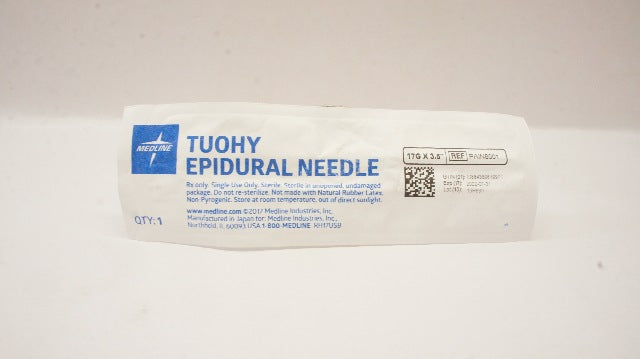 MEDLINE
TUOHY
EPIDURAL NEEDLE
Rx only. Single Use Only. Sterile: Sterile in unopened, undamaged
package. Do not re-sterilize. Not made with Natural Rubber Latex.
Non-Pyrogenic. Store at room temperature, out of direct sunlight.
www.medline.com ©2017 Medline Industries, Inc.
Manufactured in Japan for: Medline Industries, Inc.,
Northfield, IL 60093 USA 1-800-MEDLINE RH17US9
QTY: 1
17G X 3.5" REF PAIN8001